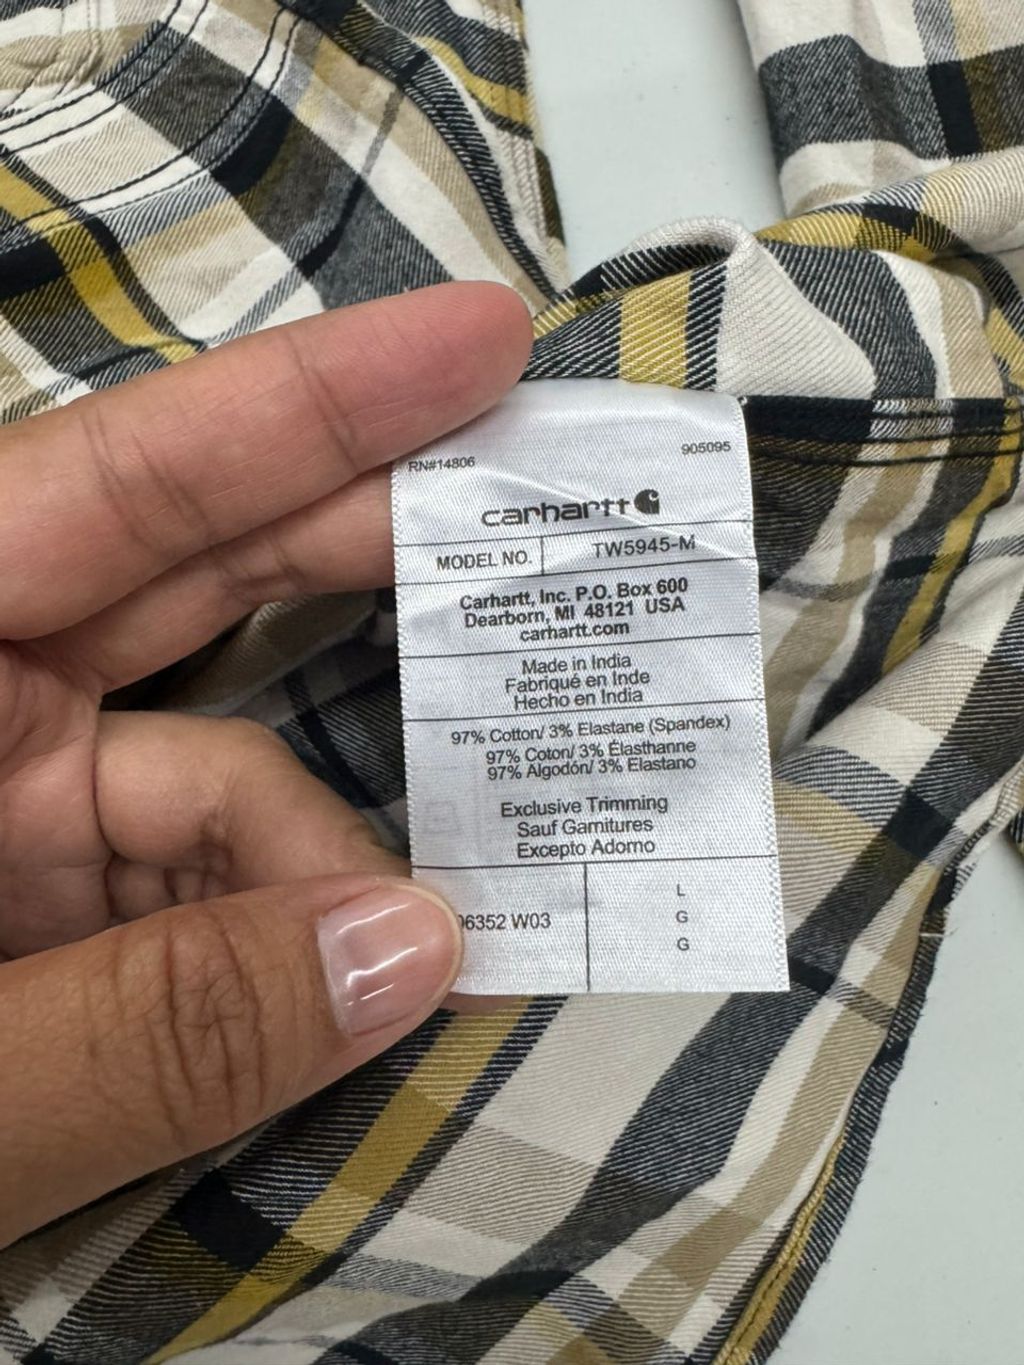 RN#14806
905095
carhartt
MODEL NO.
TW5945-M
Carhartt, Inc. P.O. Box 600
Dearborn, MI 48121 USA
carhartt.com
Made in India
Fabriqué en Inde
Hecho en India
97% Cotton/ 3% Elastane (Spandex)
97% Coton/ 3% Élasthanne
97% Algodón/ 3% Elastano
Exclusive Trimming
Sauf Garnitures
Excepto Adorno
06352 W03
L
G
G